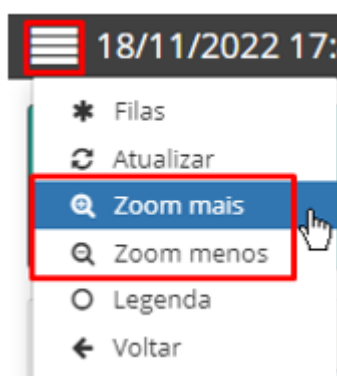 18/11/2022 17:
Filas
Atualizar
Zoom mais
Zoom menos
Legenda
Voltar